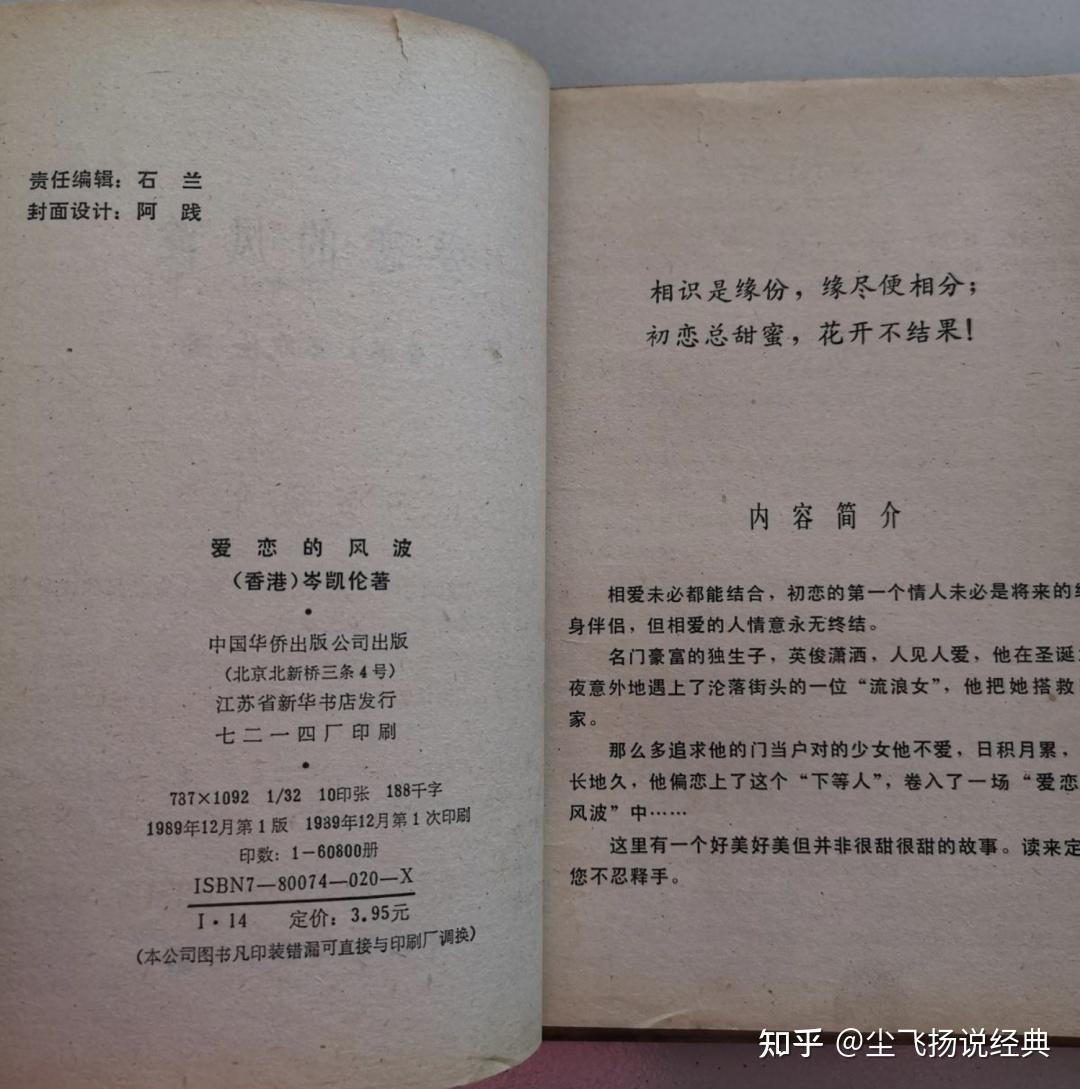 责任编辑：石 兰
封面设计：阿 践
爱恋的风波
（香港）岑凯伦著
•
中国华侨出版公司出版
（北京北新桥三条4号）
江苏省新华书店发行
七二一四厂印刷
•
787×1092 1/32 10印张 188千字
1989年12月第1版 1989年12月第1次印刷
印数：1—60800册
ISBN7—80074—020—X
I·14 定价：3.95元
（本公司图书凡印装错漏可直接与印刷厂调换）
相识是缘份，缘尽便相分；
初恋总甜蜜，花开不结果！
内容简介
相爱未必都能结合，初恋的第一个情人未必是将来的
身伴侣，但相爱的人情意永无终结。
名门豪富的独生子，英俊潇洒，人见人爱，他在圣诞
夜意外地遇上了沦落街头的一位“流浪女”，他把她搭救
家。
那么多追求他的门当户对的少女他不爱，日积月累，
长地久，他偏恋上了这个“下等人”，卷入了一场“爱恋
风波”中……
这里有一个好美好美但并非很甜很甜的故事。读来定
您不忍释手。
知乎 @尘飞扬说经典